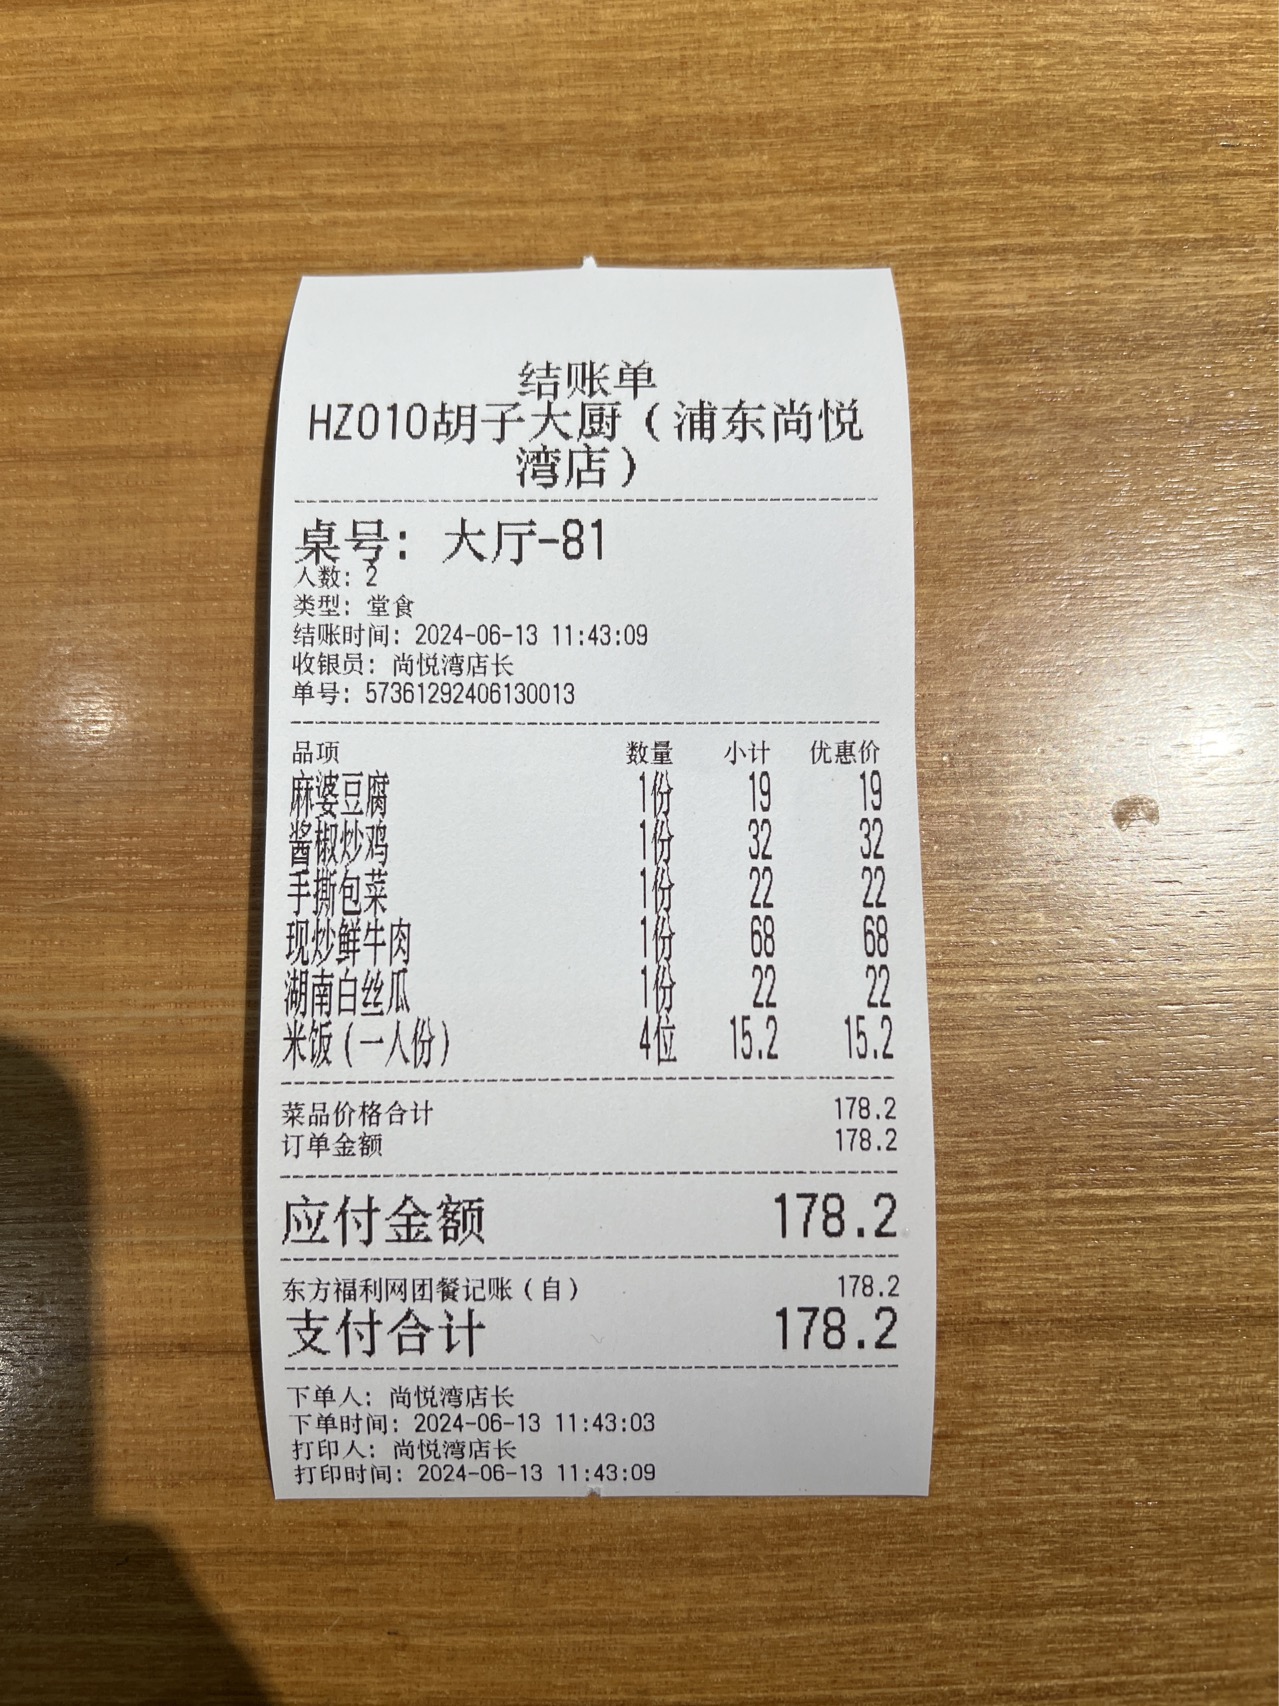 结账单
HZ010胡子大厨（浦东尚悦
湾店）
桌号：大厅-81
人数：2
类型：堂食
结账时间：2024-06-13 11:43:09
收银员：尚悦湾店长
单号：57361292406130013
品项 数量 小计 优惠价
麻婆豆腐 1份 19 19
酱椒炒鸡 1份 32 32
手撕包菜 1份 22 22
现炒鲜牛肉 1份 68 68
湖南白丝瓜 1份 22 22
米饭（一人份） 4位 15.2 15.2
菜品价格合计 178.2
订单金额 178.2
应付金额 178.2
东方福利网团餐记账（自） 178.2
支付合计 178.2
下单人：尚悦湾店长
下单时间：2024-06-13 11:43:03
打印人：尚悦湾店长
打印时间：2024-06-13 11:43:09